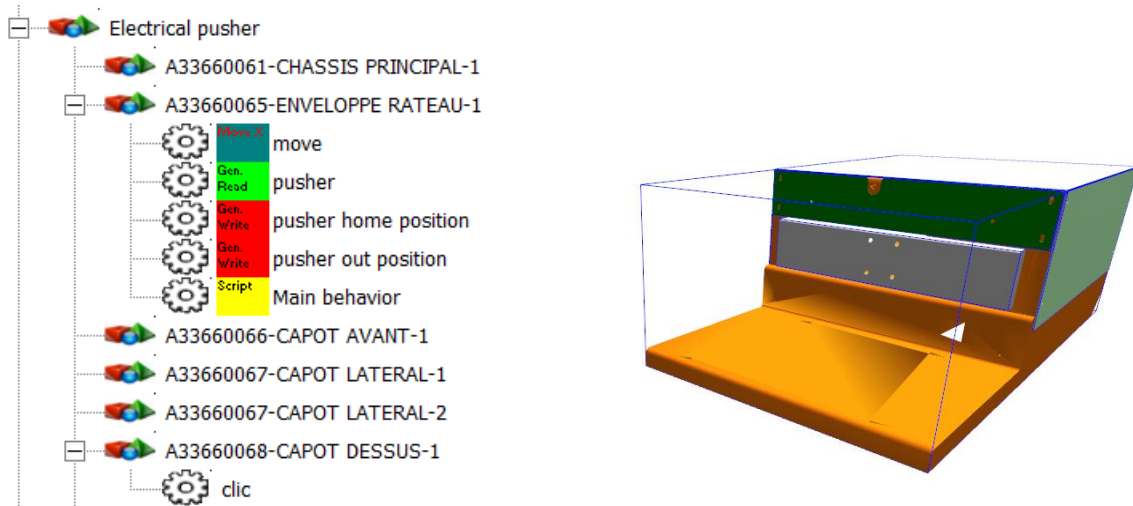 Electrical pusher
A33660061-CHASSIS PRINCIPAL-1
A33660065-ENVELOPPE RATEAU-1
Move X move
Gen. Read pusher
Gen. Write pusher home position
Gen. Write pusher out position
Script Main behavior
A33660066-CAPOT AVANT-1
A33660067-CAPOT LATERAL-1
A33660067-CAPOT LATERAL-2
A33660068-CAPOT DESSUS-1
clic